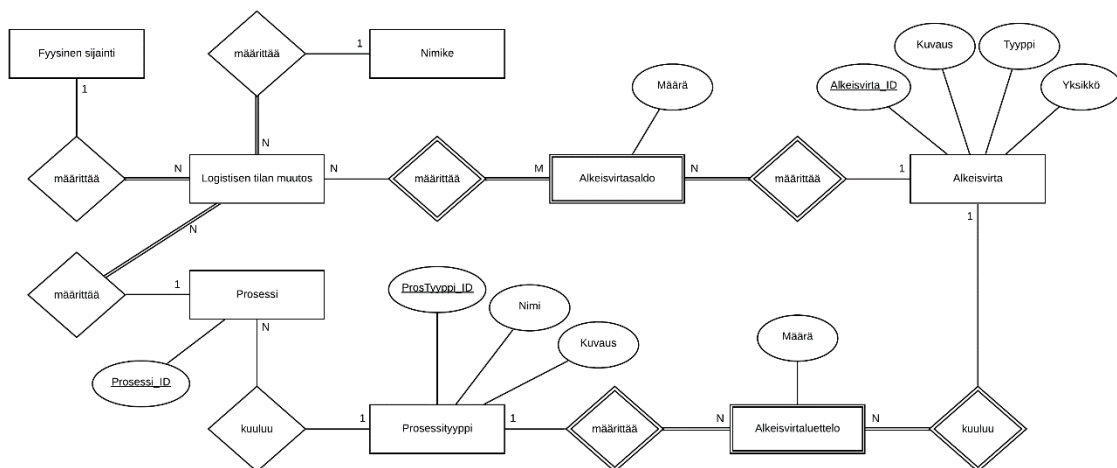 Fyysinen sijainti
määrittää
1
Nimike
Kuvaus
Tyyppi
Alkeisvirta_ID
Yksikkö
Määrä
1
N
määrittää
N
Logistisen tilan muutos
N
määrittää
M
Alkeisvirtasaldo
N
määrittää
1
Alkeisvirta
N
1
määrittää
1
Prosessi
N
ProsTyyppi_ID
Nimi
Kuvaus
Määrä
Prosessi_ID
kuuluu
1
Prosessityyppi
1
määrittää
N
Alkeisvirtaluettelo
N
kuuluu